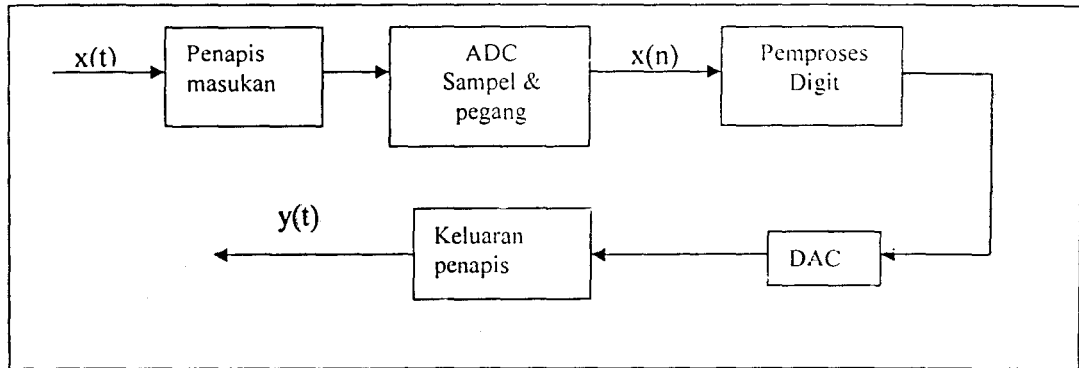 x(t)
Penapis
masukan
ADC
Sampel &
pegang
x(n)
Pemproses
Digit
y(t)
Keluaran
penapis
DAC